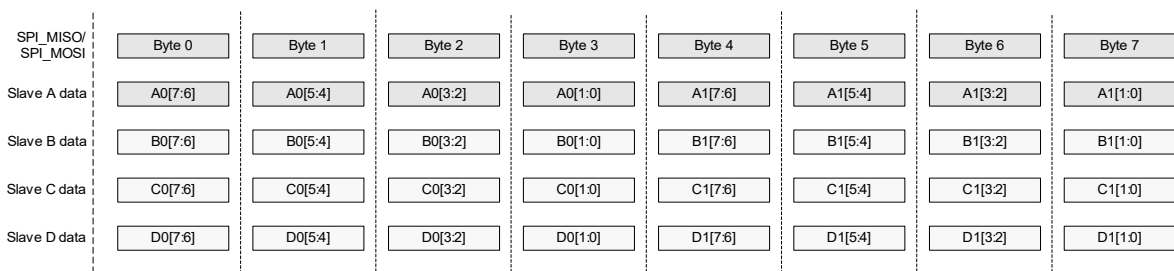 SPI_MISO/
SPI_MOSI Byte 0 Byte 1 Byte 2 Byte 3 Byte 4 Byte 5 Byte 6 Byte 7
Slave A data A0[7:6] A0[5:4] A0[3:2] A0[1:0] A1[7:6] A1[5:4] A1[3:2] A1[1:0]
Slave B data B0[7:6] B0[5:4] B0[3:2] B0[1:0] B1[7:6] B1[5:4] B1[3:2] B1[1:0]
Slave C data C0[7:6] C0[5:4] C0[3:2] C0[1:0] C1[7:6] C1[5:4] C1[3:2] C1[1:0]
Slave D data D0[7:6] D0[5:4] D0[3:2] D0[1:0] D1[7:6] D1[5:4] D1[3:2] D1[1:0]